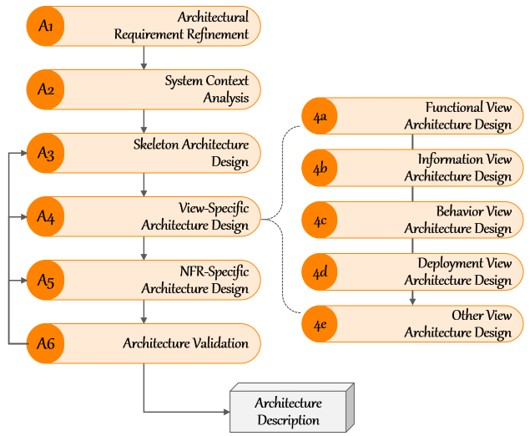 A1
Architectural
Requirement Refinement
A2
System Context
Analysis
A3
Skeleton Architecture
Design
A4
View-Specific
Architecture Design
A5
NFR-Specific
Architecture Design
A6
Architecture Validation
4a
Functional View
Architecture Design
4b
Information View
Architecture Design
4c
Behavior View
Architecture Design
4d
Deployment View
Architecture Design
4e
Other View
Architecture Design
Architecture
Description